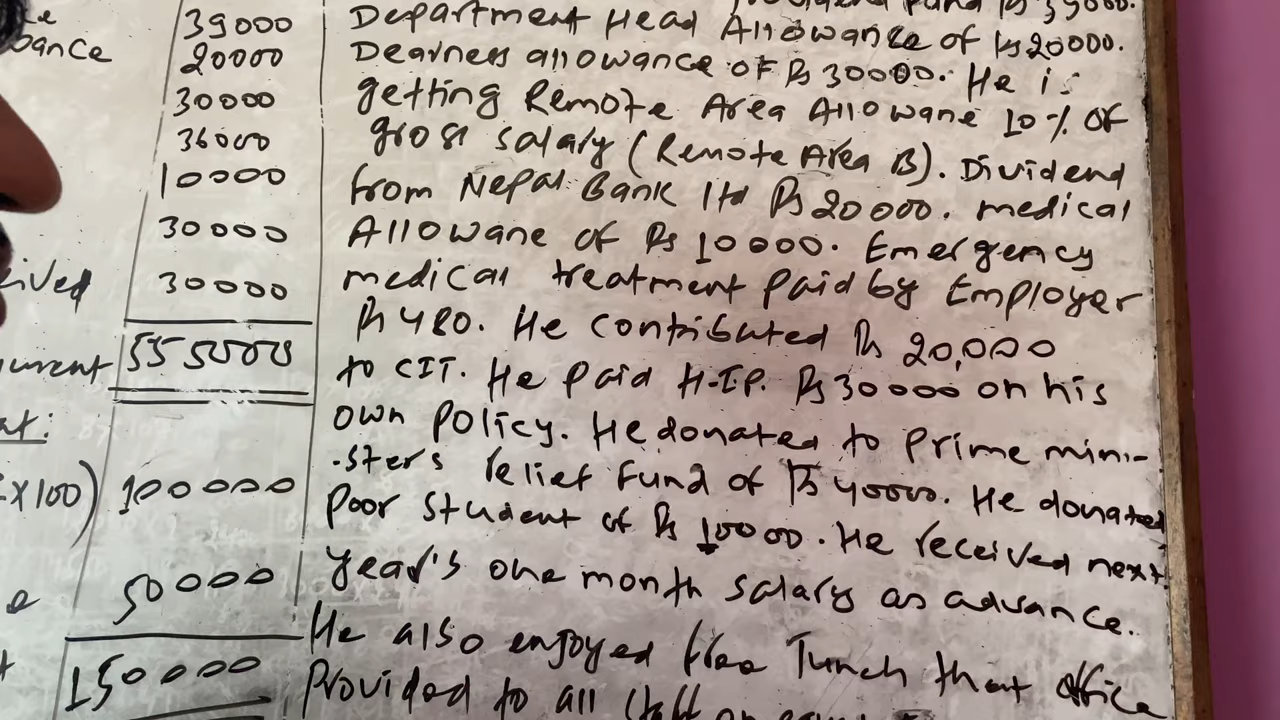 39000
20000
30000
36000
10000
30000
30000
555000
X100) 100000
50000
150000
Department Head Allowance of Rs 20000.
Dearness allowance of Rs 30000. He is
getting Remote Area Allowane 10% of
gross salary (Remote Area B). Dividend
from Nepal Bank ltd Rs 20000. medical
Allowane of Rs 10000. Emergency
medical treatment paid by Employer
Rs 480. He contributed Rs 20,000
to CIT. He paid H.I.P. Rs 30000 on his
own policy. He donated to prime mini-
-ster's relief fund of Rs 40000. He donated
poor student of Rs 10000. He received next
year's one month salary as advance.
He also enjoyed free Tunch that office
Provided to all staff on